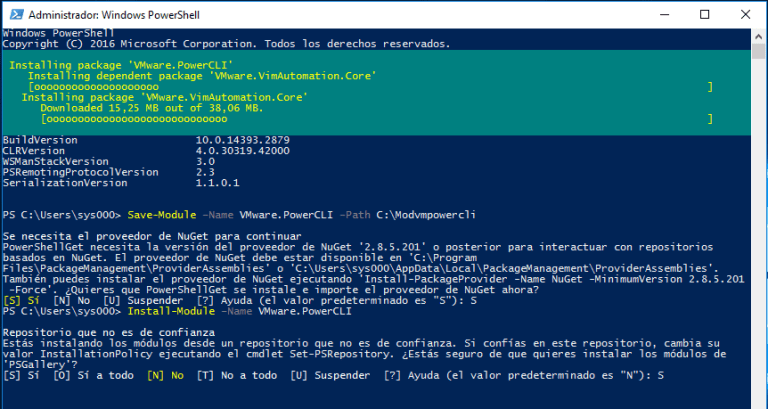 Administrador: Windows PowerShell
Windows PowerShell
Copyright (C) 2016 Microsoft Corporation. Todos los derechos reservados.
Installing package 'VMware.PowerCLI'
Installing dependent package 'VMware.VimAutomation.Core'
[oooooooooooooooooooo ]
Installing package 'VMware.VimAutomation.Core'
Downloaded 15,25 MB out of 38,06 MB.
[ooooooooooooooooooooooooooooo ]
BuildVersion 10.0.14393.2879
CLRVersion 4.0.30319.42000
WSManStackVersion 3.0
PSRemotingProtocolVersion 2.3
SerializationVersion 1.1.0.1
PS C:\Users\sys000> Save-Module -Name VMware.PowerCLI -Path C:\Modvmpowercli
Se necesita el proveedor de NuGet para continuar
PowerShellGet necesita la versión del proveedor de NuGet '2.8.5.201' o posterior para interactuar con repositorios
basados en NuGet. El proveedor de NuGet debe estar disponible en 'C:\Program
Files\PackageManagement\ProviderAssemblies' o 'C:\Users\sys000\AppData\Local\PackageManagement\ProviderAssemblies'.
También puedes instalar el proveedor de NuGet ejecutando 'Install-PackageProvider -Name NuGet -MinimumVersion 2.8.5.201
-Force'. ¿Quieres que PowerShellGet se instale e importe el proveedor de NuGet ahora?
[S] Sí [N] No [U] Suspender [?] Ayuda (el valor predeterminado es "S"): S
PS C:\Users\sys000> Install-Module -Name VMware.PowerCLI
Repositorio que no es de confianza
Estás instalando los módulos desde un repositorio que no es de confianza. Si confías en este repositorio, cambia su
valor InstallationPolicy ejecutando el cmdlet Set-PSRepository. ¿Estás seguro de que quieres instalar los módulos de
'PSGallery'?
[S] Sí [O] Sí a todo [N] No [T] No a todo [U] Suspender [?] Ayuda (el valor predeterminado es "N"): S